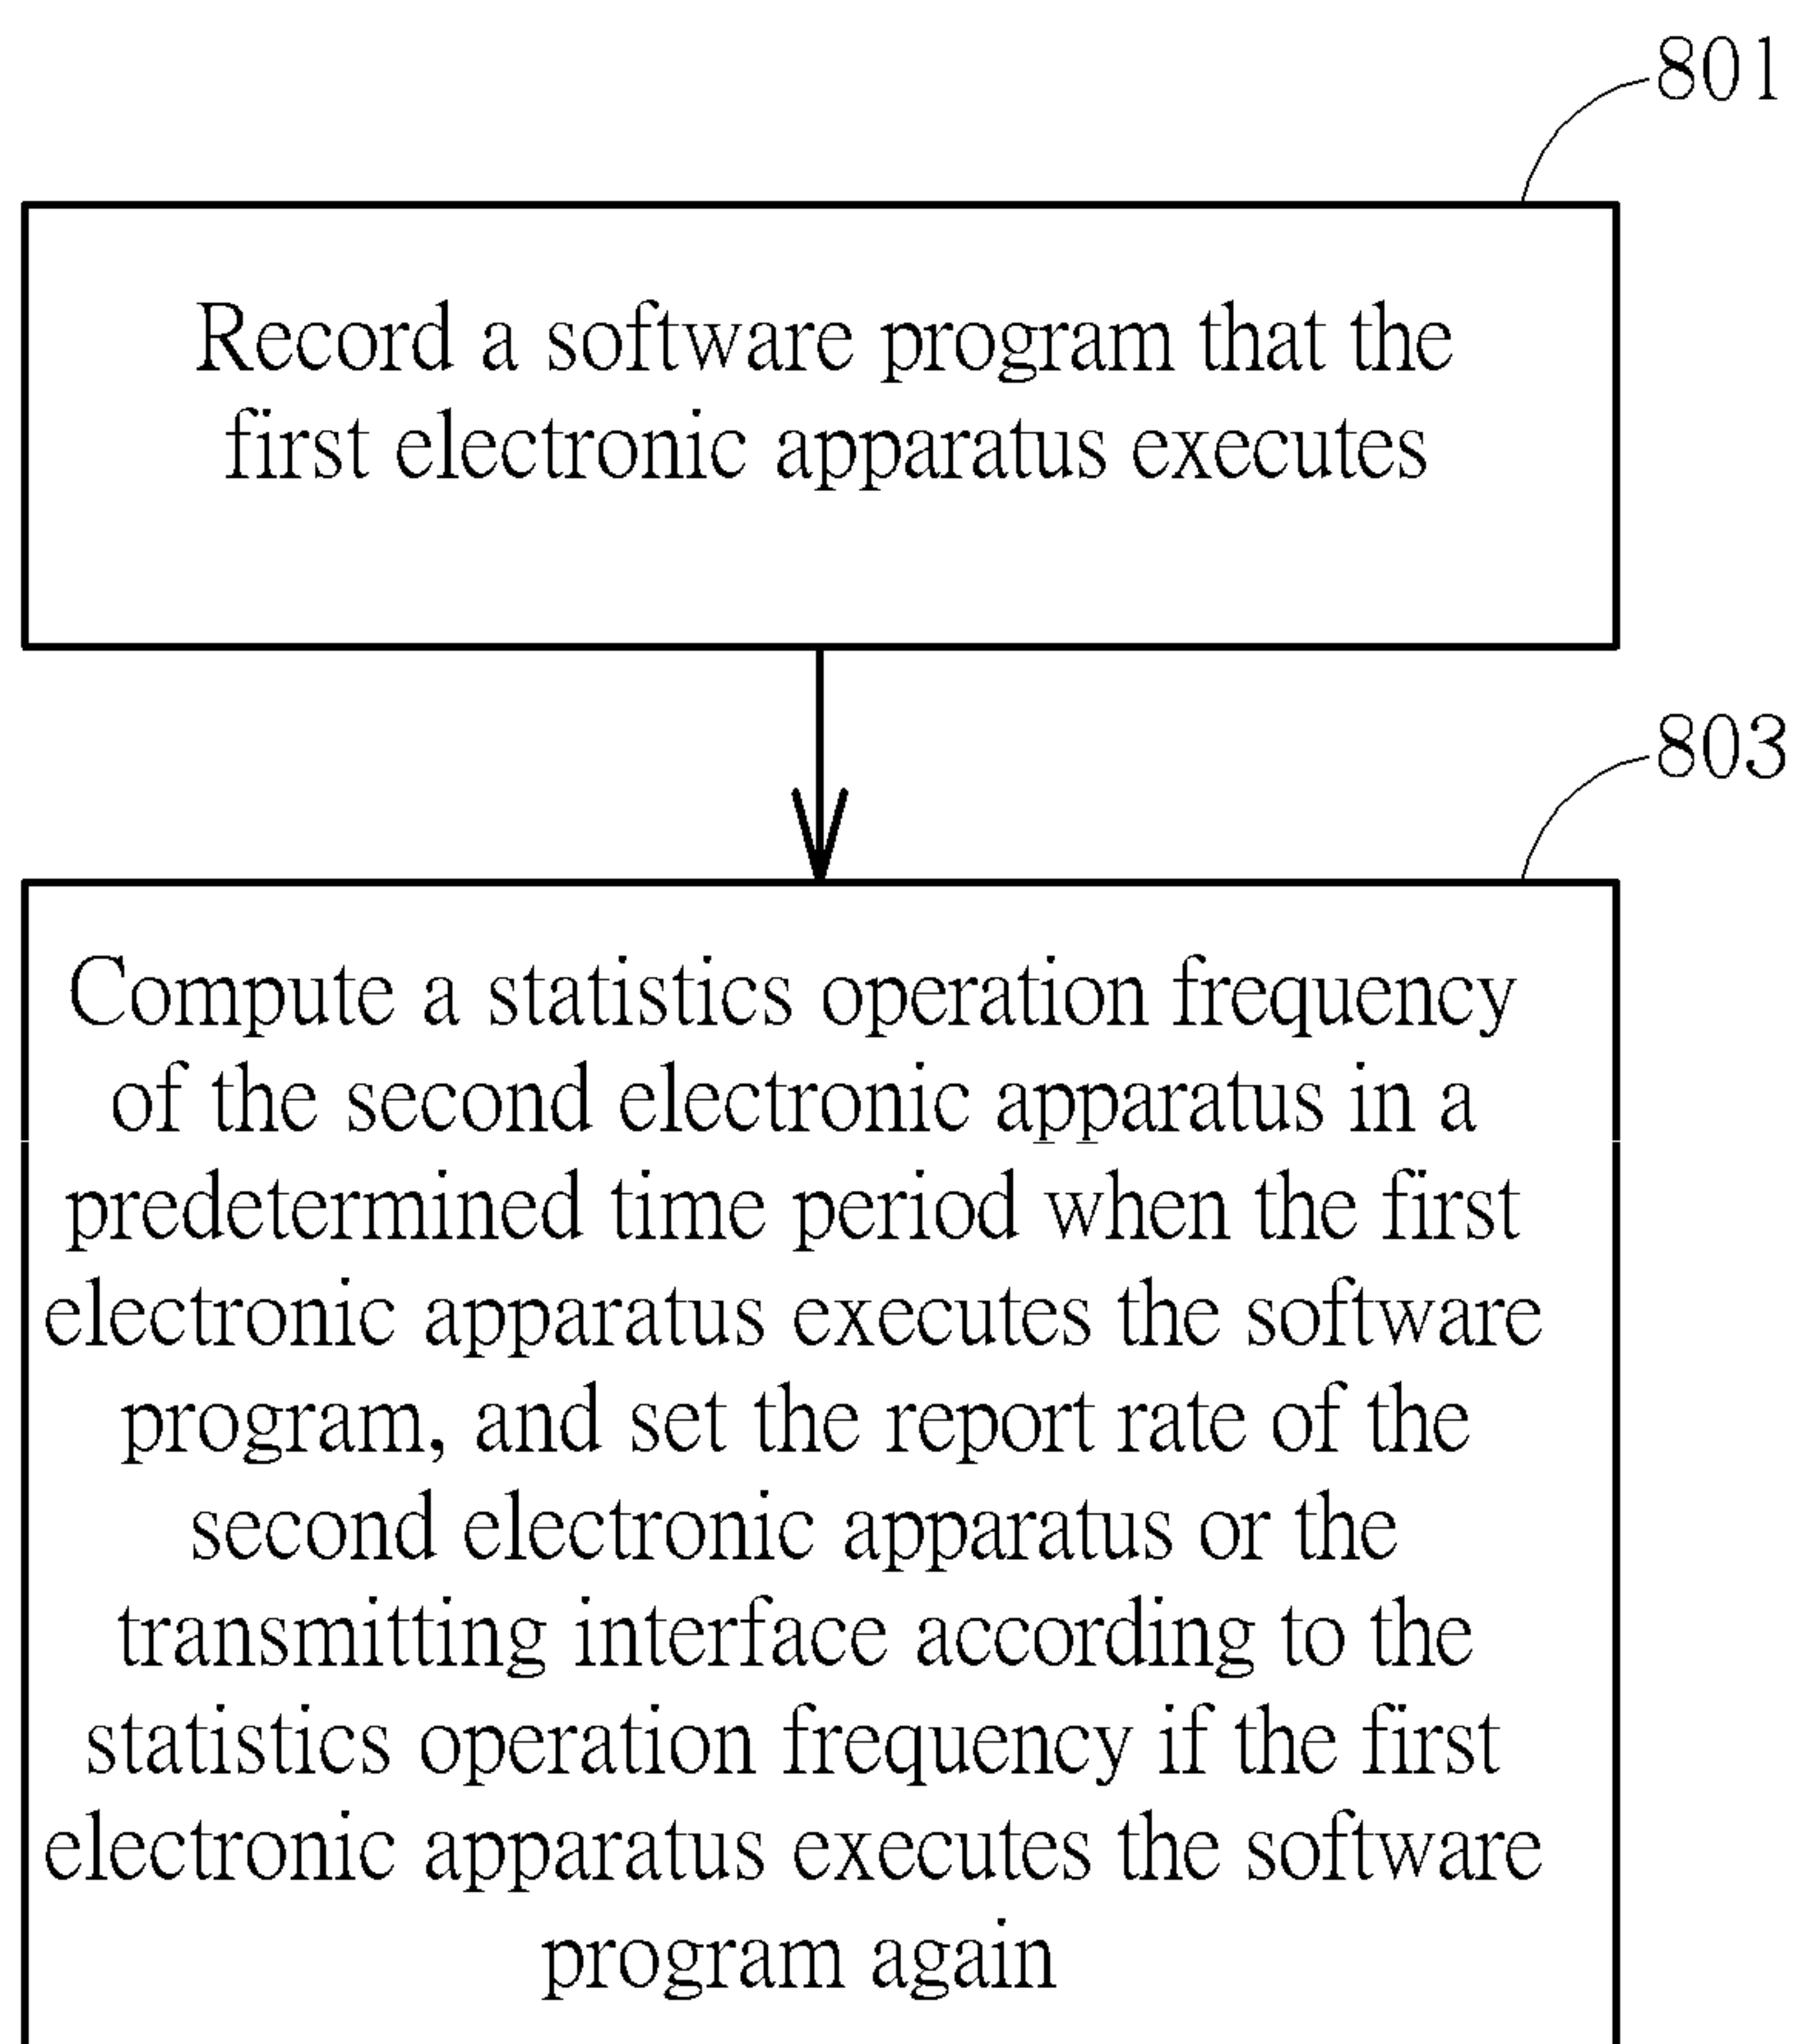 801
Record a software program that the
first electronic apparatus executes
803
Compute a statistics operation frequency
of the second electronic apparatus in a
predetermined time period when the first
electronic apparatus executes the software
program, and set the report rate of the
second electronic apparatus or the
transmitting interface according to the
statistics operation frequency if the first
electronic apparatus executes the software
program again